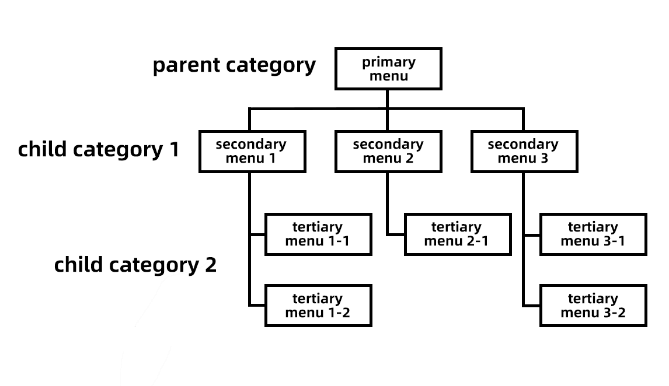 parent category
primary
menu
child category 1
secondary
menu 1
secondary
menu 2
secondary
menu 3
child category 2
tertiary
menu 1-1
tertiary
menu 2-1
tertiary
menu 3-1
tertiary
menu 1-2
tertiary
menu 3-2